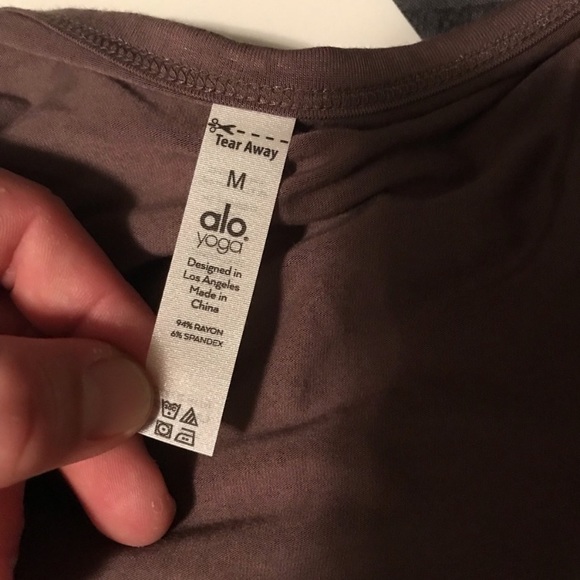 Tear Away
M
alo
yoga
Designed in
Los Angeles
Made in
China
94% RAYON
6% SPANDEX